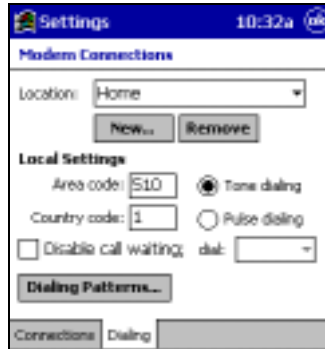 Settings 10:32a ok
Modem Connections
Location: Home
New... Remove
Local Settings
Area code: 510 Tone dialing
Country code: 1 Pulse dialing
Disable call waiting; dial:
Dialing Patterns...
Connections Dialing